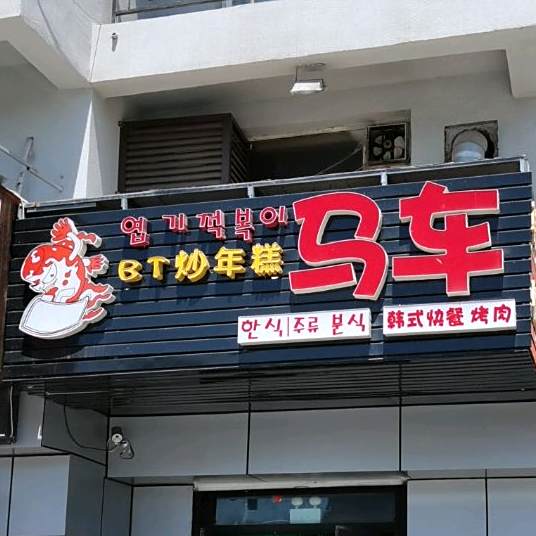 엽기떡볶이
BT炒年糕
马车
한식|주류 분식
韩式快餐 烤肉